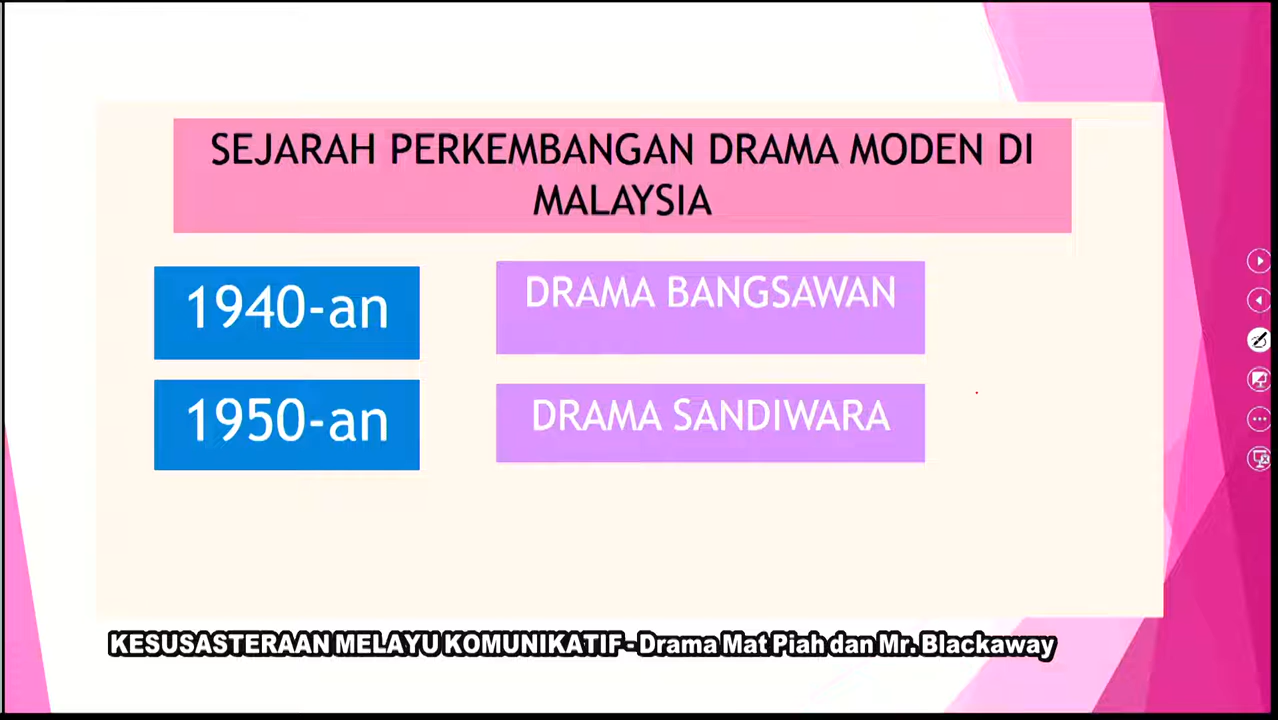 SEJARAH PERKEMBANGAN DRAMA MODEN DI
MALAYSIA
1940-an
DRAMA BANGSAWAN
1950-an
DRAMA SANDIWARA
KESUSASTERAAN MELAYU KOMUNIKATIF - Drama Mat Piah dan Mr. Blackaway